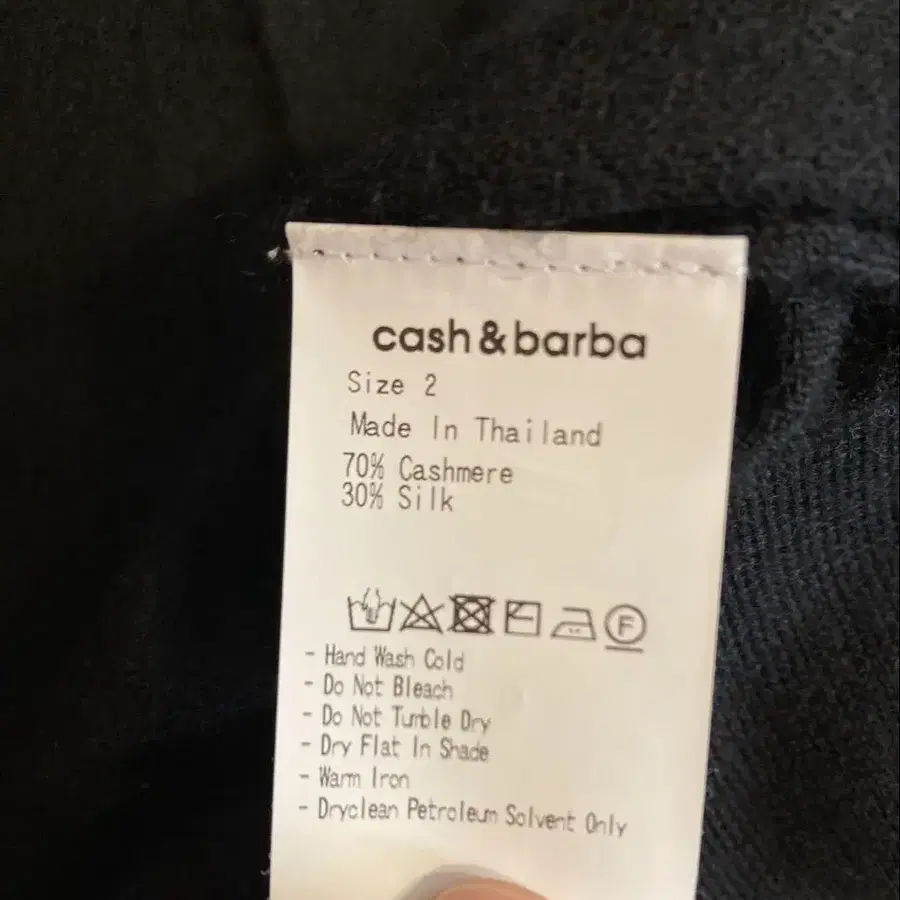 cash&barba
Size 2
Made In Thailand
70% Cashmere
30% Silk
F
- Hand Wash Cold
- Do Not Bleach
- Do Not Tumble Dry
- Dry Flat In Shade
- Warm Iron
- Dryclean Petroleum Solvent Only